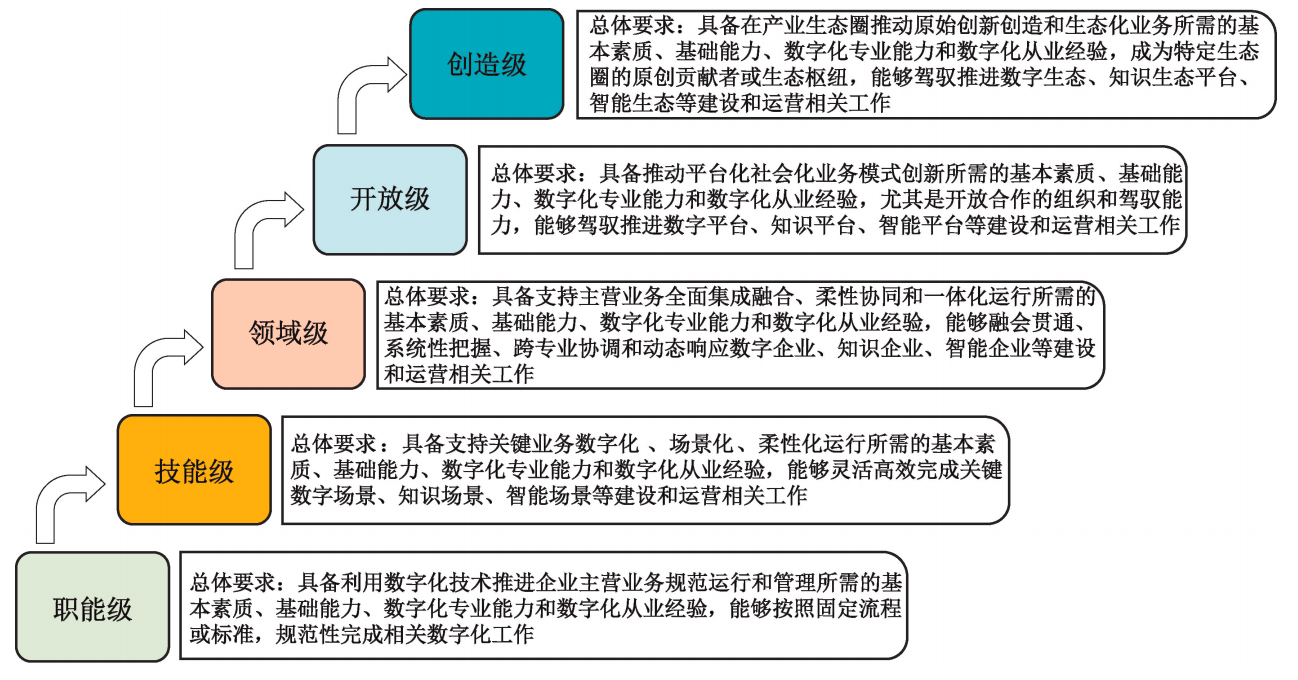 创造级
总体要求：具备在产业生态圈推动原始创新创造和生态化业务所需的基
本素质、基础能力、数字化专业能力和数字化从业经验，成为特定生态
圈的原创贡献者或生态枢纽，能够驾驭推进数字生态、知识生态平台、
智能生态等建设和运营相关工作
开放级
总体要求：具备推动平台化社会化业务模式创新所需的基本素质、基础能
力、数字化专业能力和数字化从业经验，尤其是开放合作的组织和驾驭能
力，能够驾驭推进数字平台、知识平台、智能平台等建设和运营相关工作
领域级
总体要求：具备支持主营业务全面集成融合、柔性协同和一体化运行所需的
基本素质、基础能力、数字化专业能力和数字化从业经验，能够融会贯通、
系统性把握、跨专业协调和动态响应数字企业、知识企业、智能企业等建设
和运营相关工作
技能级
总体要求：具备支持关键业务数字化 、场景化、柔性化运行所需的基本素
质、基础能力、数字化专业能力和数字化从业经验，能够灵活高效完成关键
数字场景、知识场景、智能场景等建设和运营相关工作
职能级
总体要求：具备利用数字化技术推进企业主营业务规范运行和管理所需的基
本素质、基础能力、数字化专业能力和数字化从业经验，能够按照固定流程
或标准，规范性完成相关数字化工作